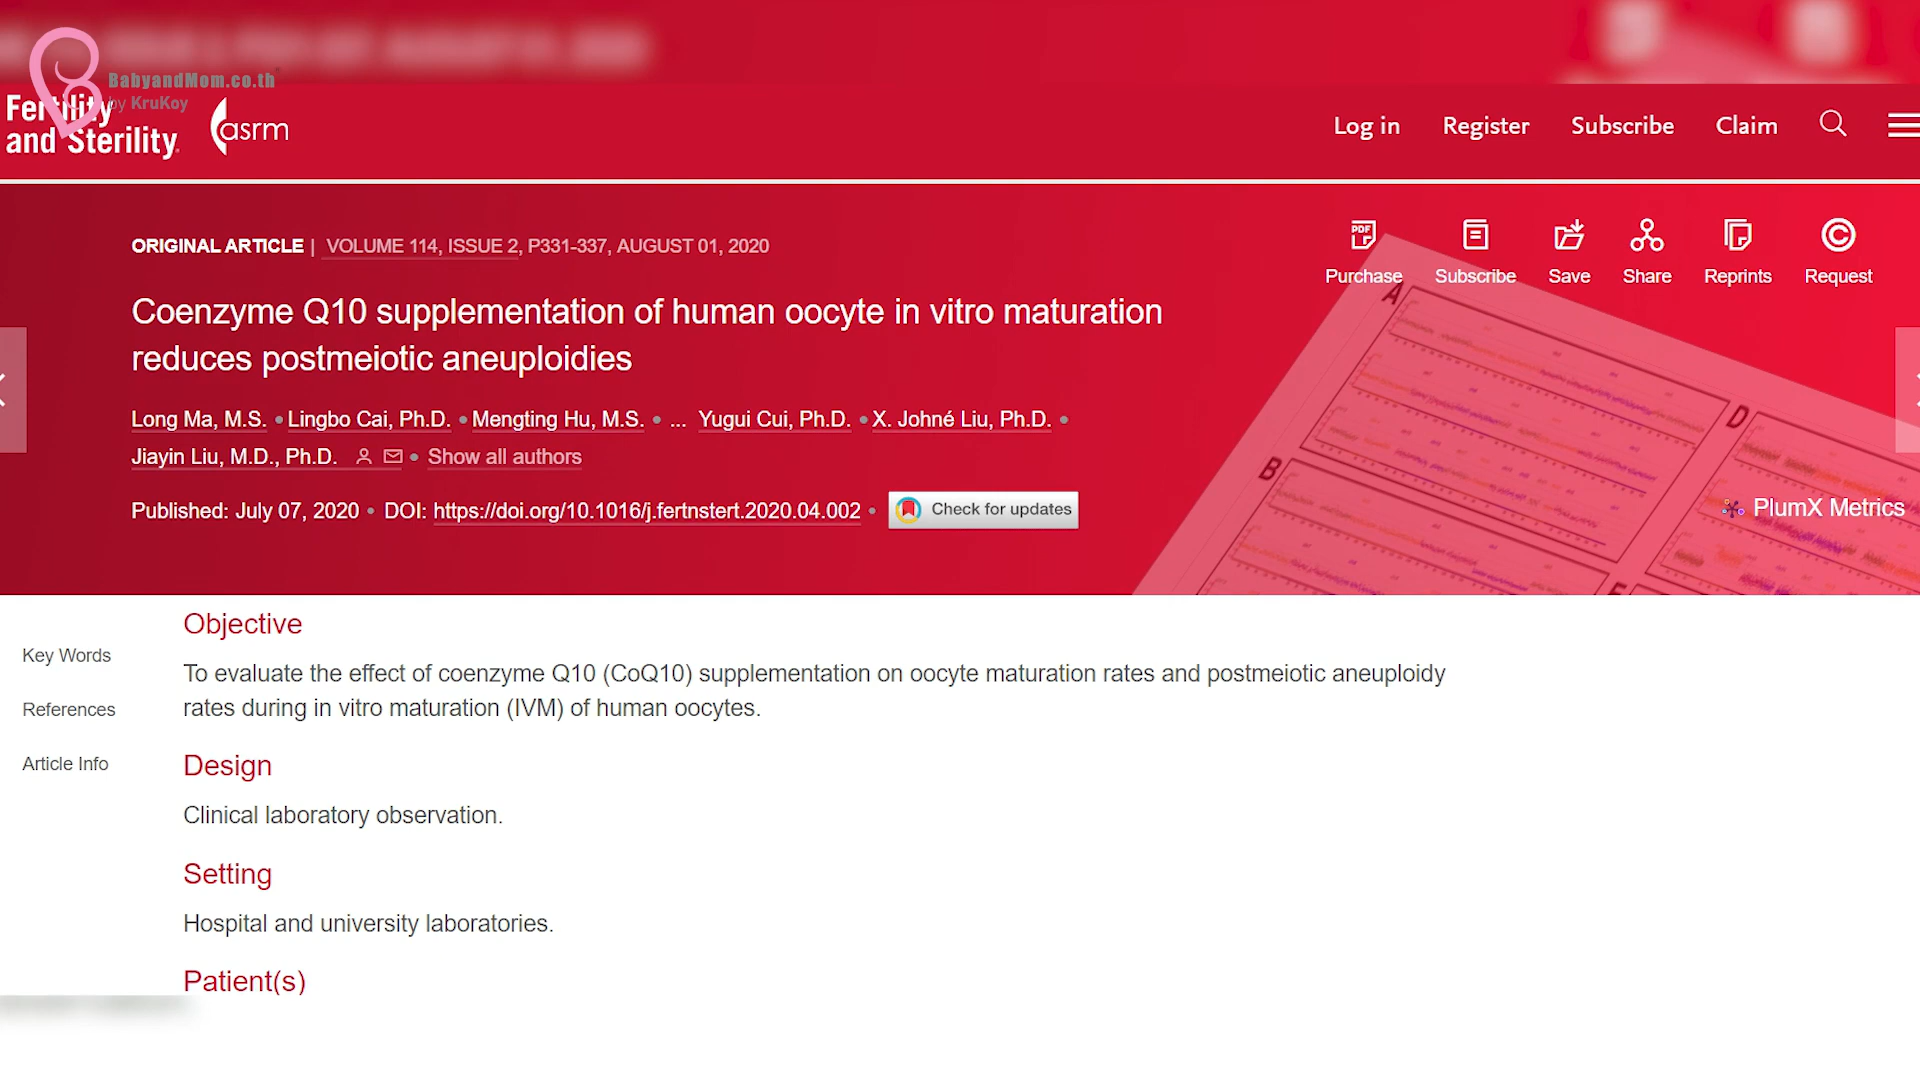 BabyandMom.co.th
by KruKoy
Fertility
and Sterility
asrm
Log in
Register
Subscribe
Claim
ORIGINAL ARTICLE | VOLUME 114, ISSUE 2, P331-337, AUGUST 01, 2020
PDF
Purchase
Subscribe
Save
Share
Reprints
Request
Coenzyme Q10 supplementation of human oocyte in vitro maturation
reduces postmeiotic aneuploidies
Long Ma, M.S. • Lingbo Cai, Ph.D. • Mengting Hu, M.S. • ... Yugui Cui, Ph.D. • X. Johné Liu, Ph.D. •
Jiayin Liu, M.D., Ph.D. • Show all authors
Published: July 07, 2020 • DOI: https://doi.org/10.1016/j.fertnstert.2020.04.002 •
Check for updates
PlumX Metrics
A
B
D
Key Words
References
Article Info
Objective
To evaluate the effect of coenzyme Q10 (CoQ10) supplementation on oocyte maturation rates and postmeiotic aneuploidy
rates during in vitro maturation (IVM) of human oocytes.
Design
Clinical laboratory observation.
Setting
Hospital and university laboratories.
Patient(s)